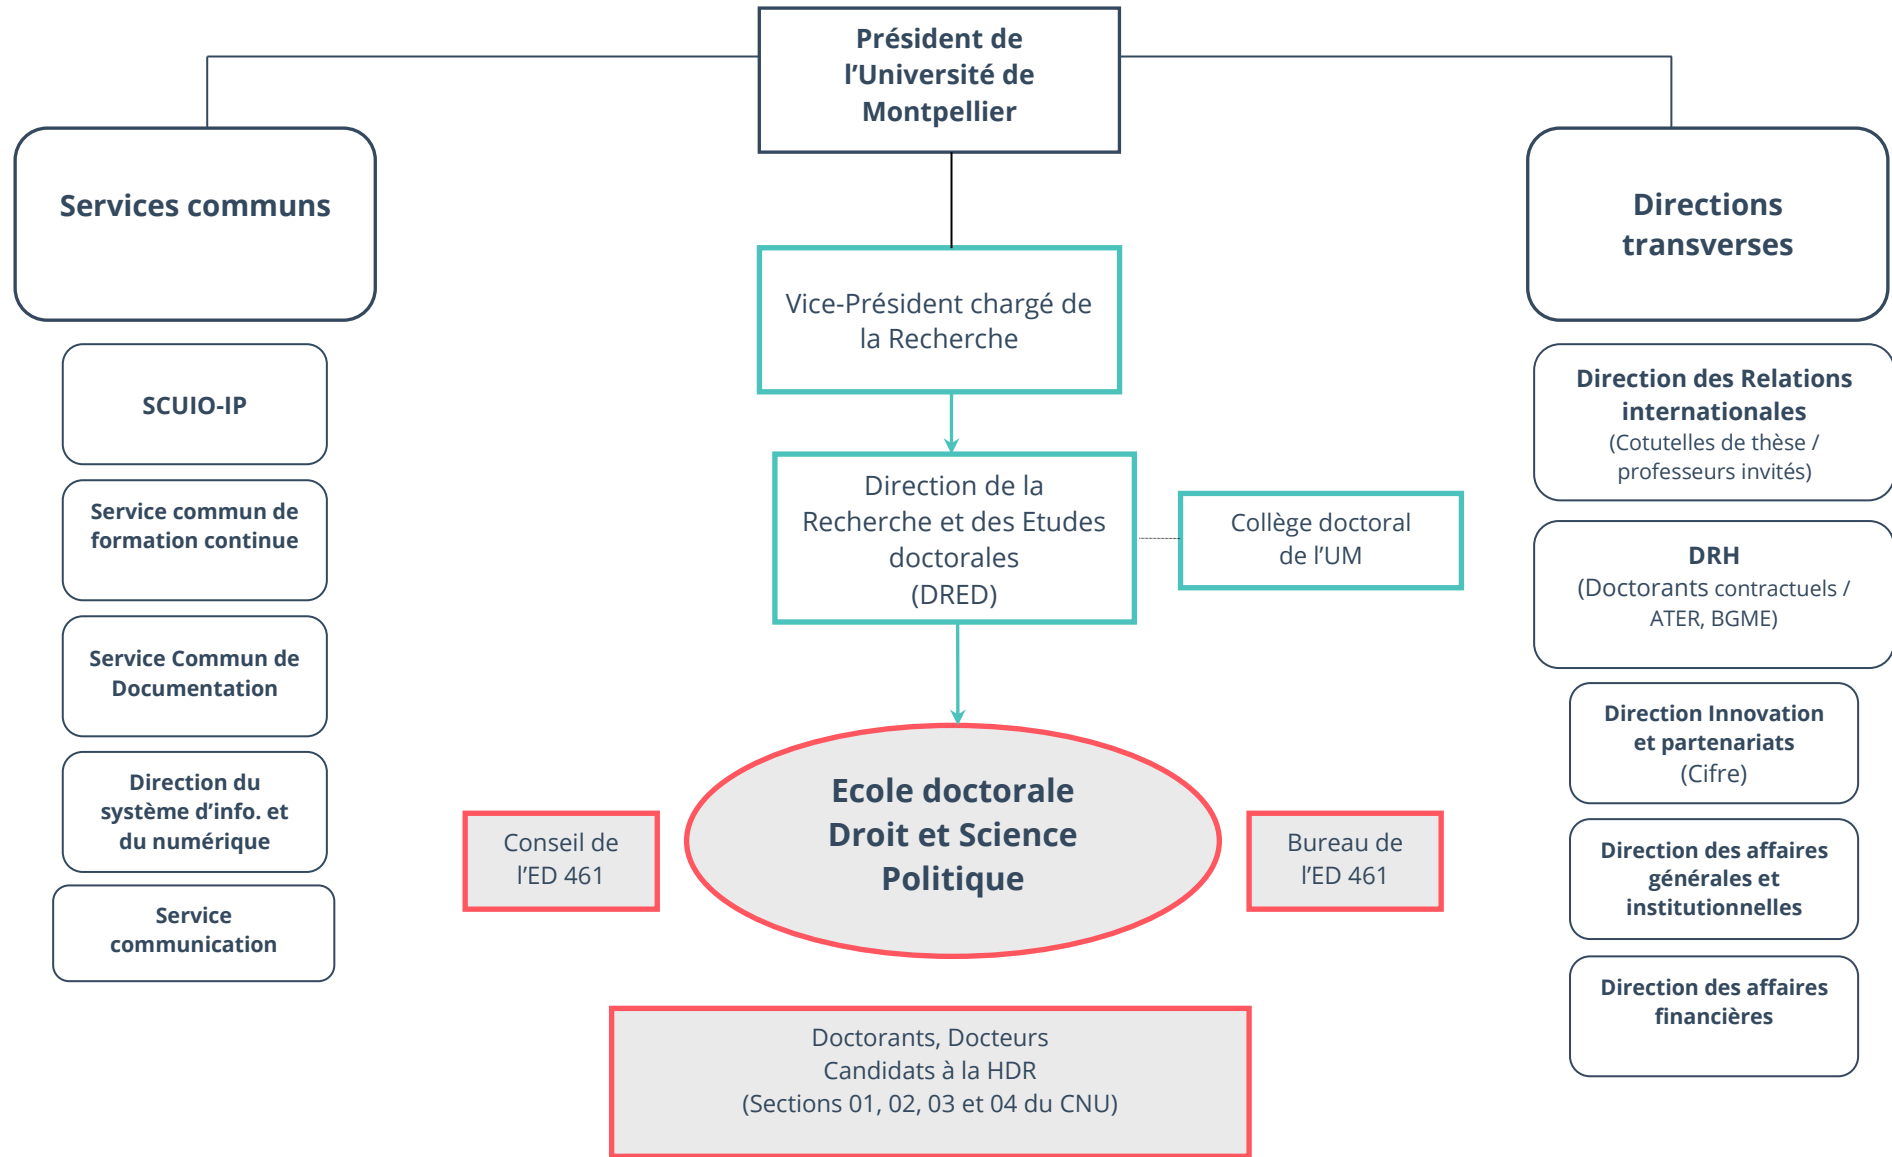 Président de
l'Université de
Montpellier
Services communs
SCUIO-IP
Service commun de
formation continue
Service Commun de
Documentation
Direction du
système d'info. et
du numérique
Service
communication
Vice-Président chargé de
la Recherche
Direction de la
Recherche et des Etudes
doctorales
(DRED)
Collège doctoral
de l'UM
Conseil de
l'ED 461
Ecole doctorale
Droit et Science
Politique
Bureau de
l'ED 461
Doctorants, Docteurs
Candidats à la HDR
(Sections 01, 02, 03 et 04 du CNU)
Directions
transverses
Direction des Relations
internationales
(Cotutelles de thèse /
professeurs invités)
DRH
(Doctorants contractuels /
ATER, BGME)
Direction Innovation
et partenariats
(Cifre)
Direction des affaires
générales et
institutionnelles
Direction des affaires
financières